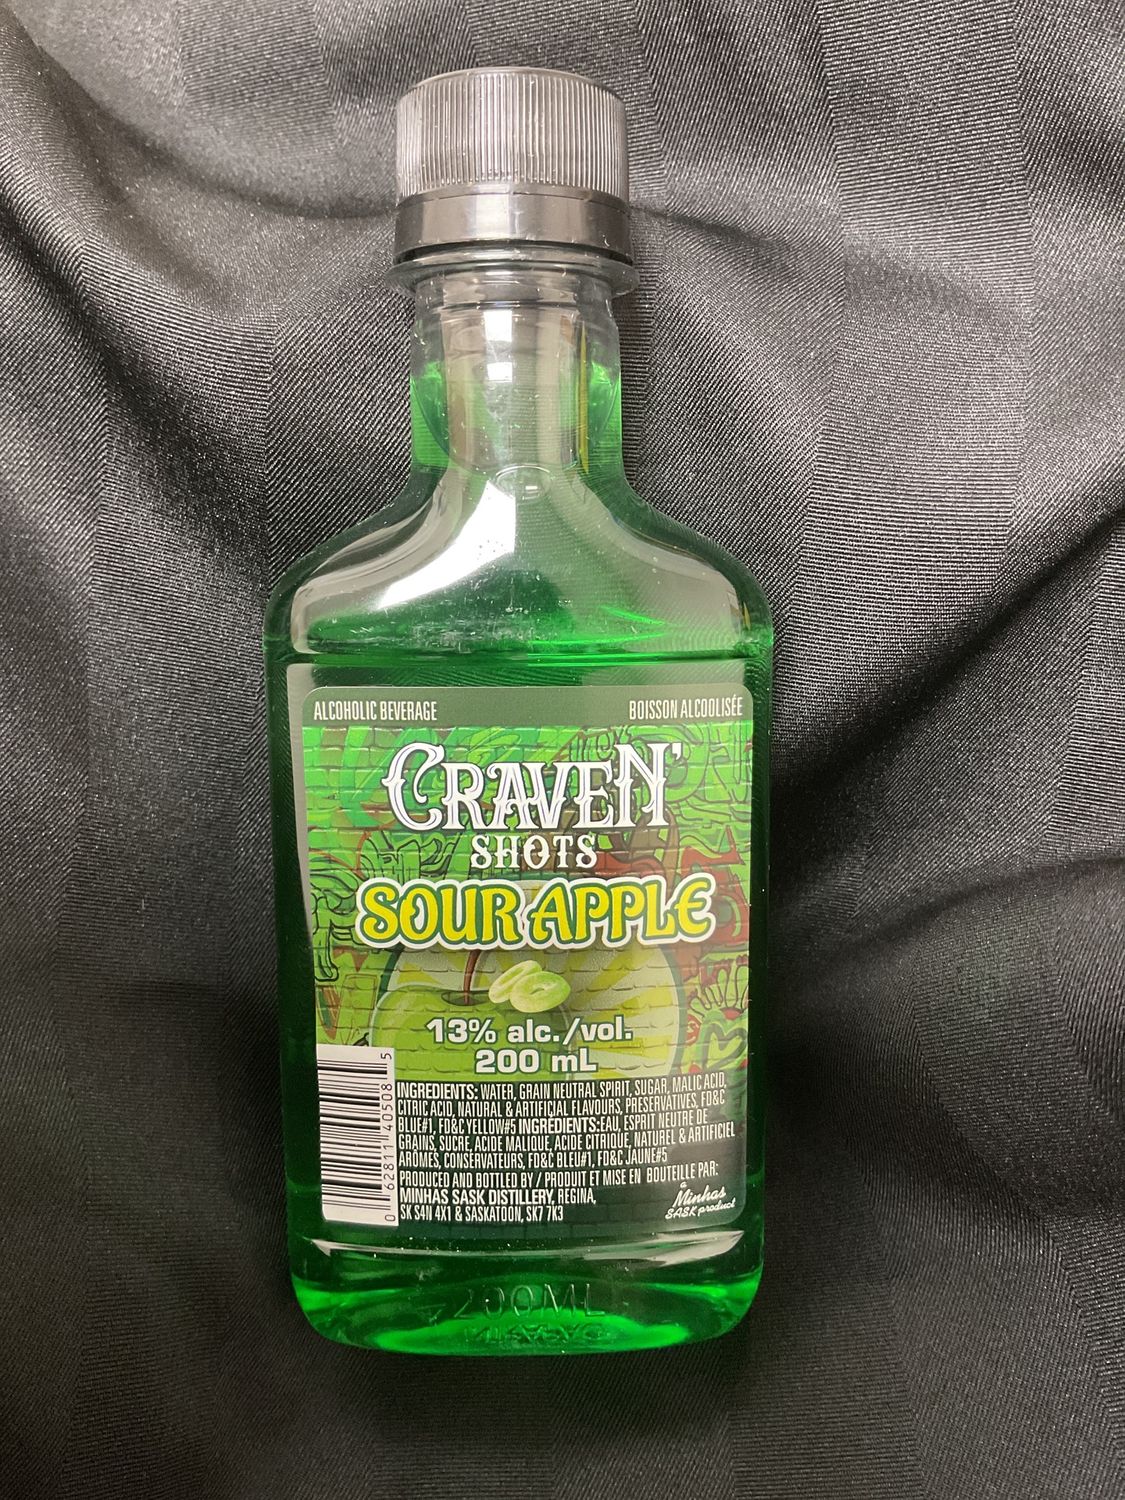 ALCOHOLIC BEVERAGE BOISSON ALCOOLISÉE
CRAVEN'
SHOTS
SOUR APPLE
13% alc./vol.
200 mL
INGREDIENTS: WATER, GRAIN NEUTRAL SPIRIT, SUGAR, MALIC ACID,
CITRIC ACID, NATURAL & ARTIFICIAL FLAVOURS, PRESERVATIVES, FD&C
BLUE#1, FD&C YELLOW#5 INGRÉDIENTS:EAU, ESPRIT NEUTRE DE
GRAINS, SUCRE, ACIDE MALIQUE, ACIDE CITRIQUE, NATUREL & ARTIFICIEL
ARÔMES, CONSERVATEURS, FD&C BLEU#1, FD&C JAUNE#5
PRODUCED AND BOTTLED BY / PRODUIT ET MISE EN BOUTEILLE PAR:
MINHAS SASK DISTILLERY, REGINA,
SK S4N 4X1 & SASKATOON, SK7 7K3
a
Minhas
SASK product
0 62811 40508 5
200ML